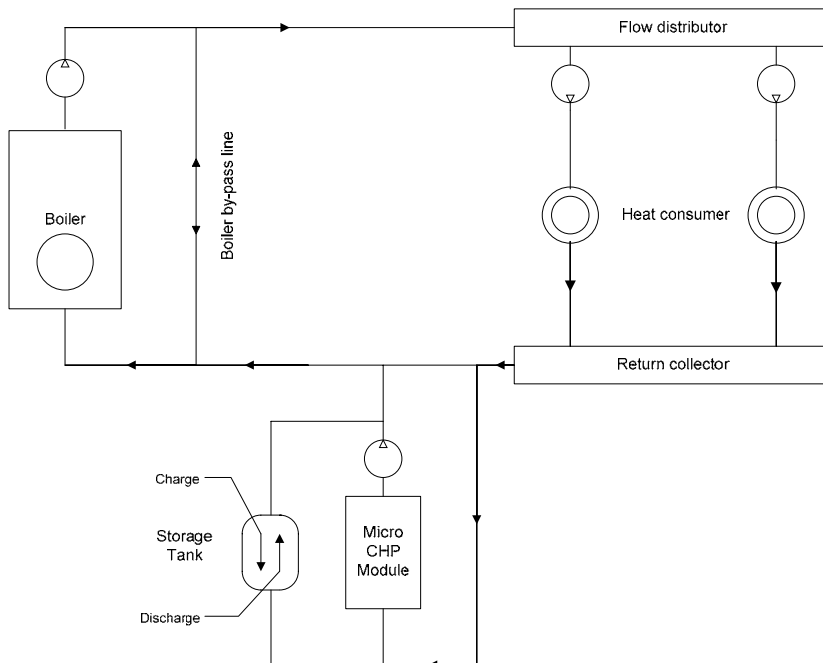 Flow distributor
Boiler by-pass line
Boiler
Heat consumer
Return collector
Charge
Storage
Tank
Micro
CHP
Module
Discharge